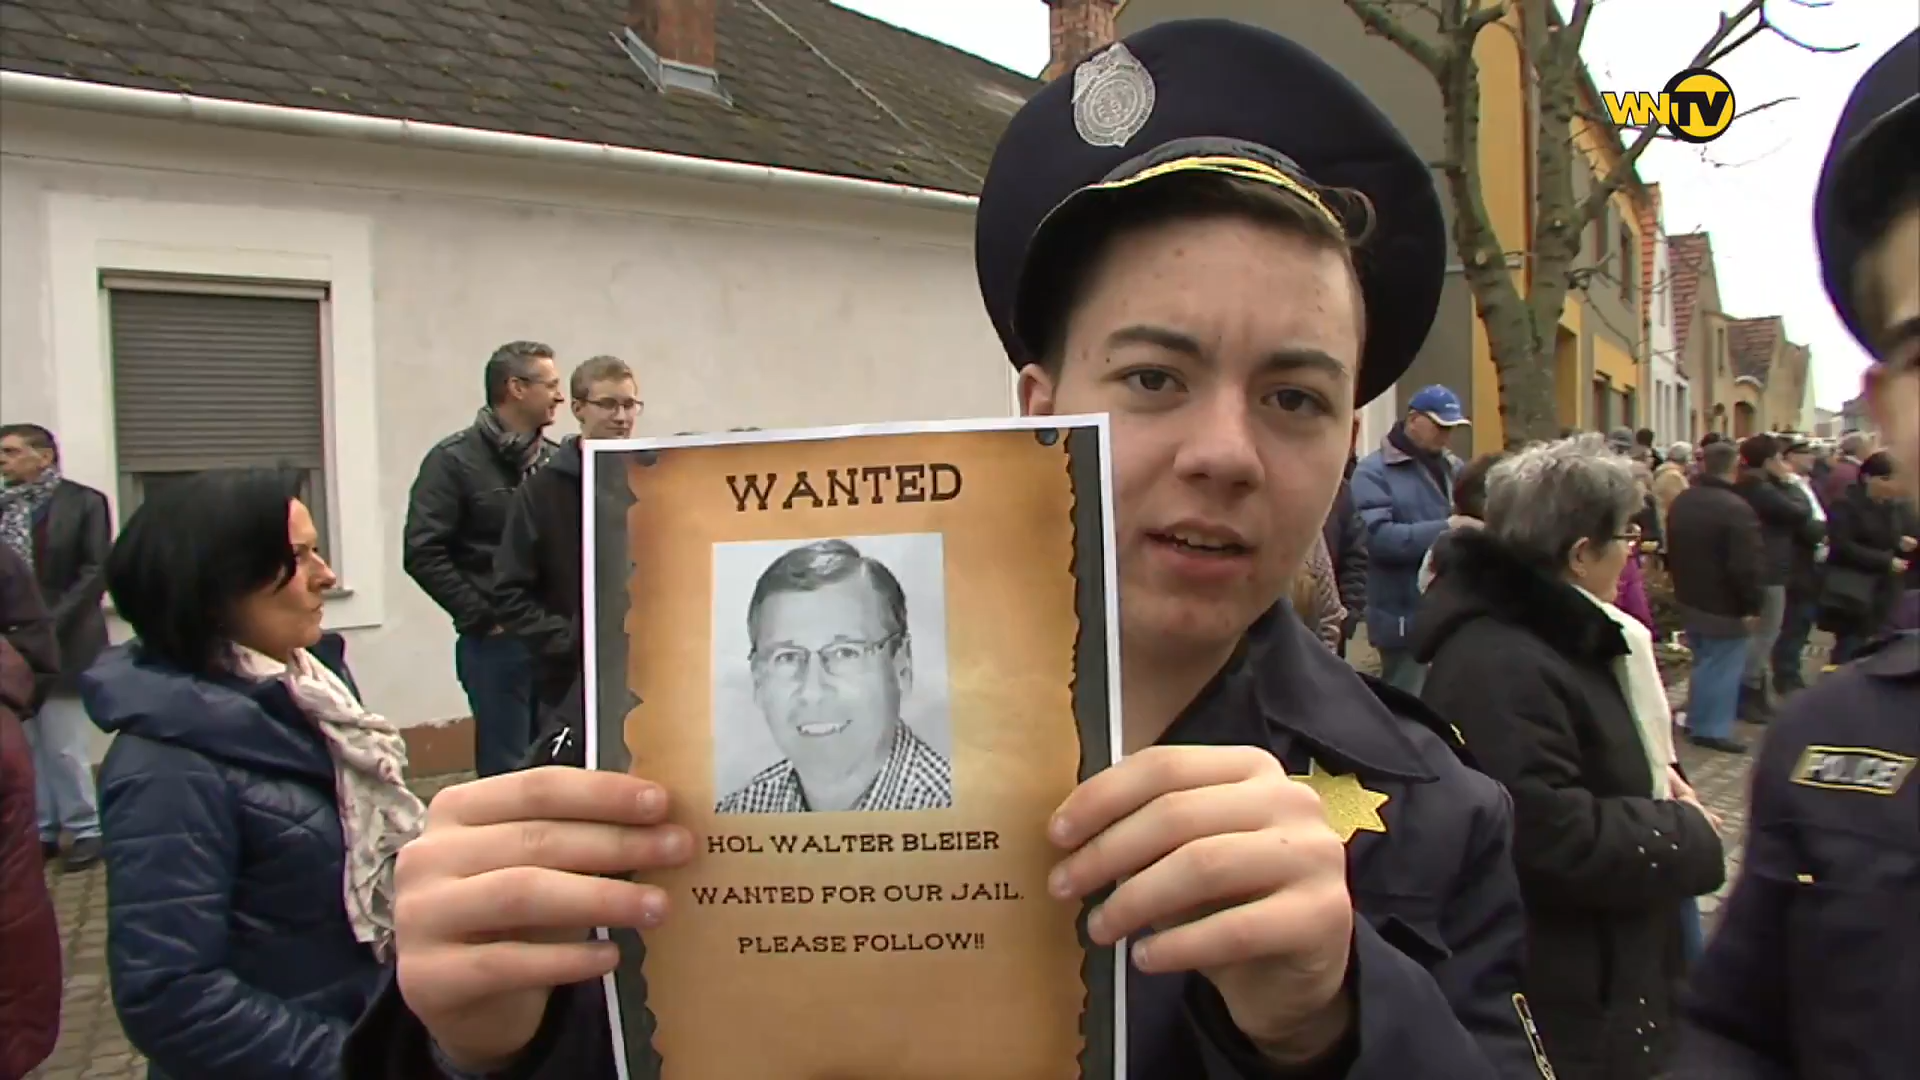 WNTV
WANTED
HOL WALTER BLEIER
WANTED FOR OUR JAIL.
PLEASE FOLLOW!!
POLICE